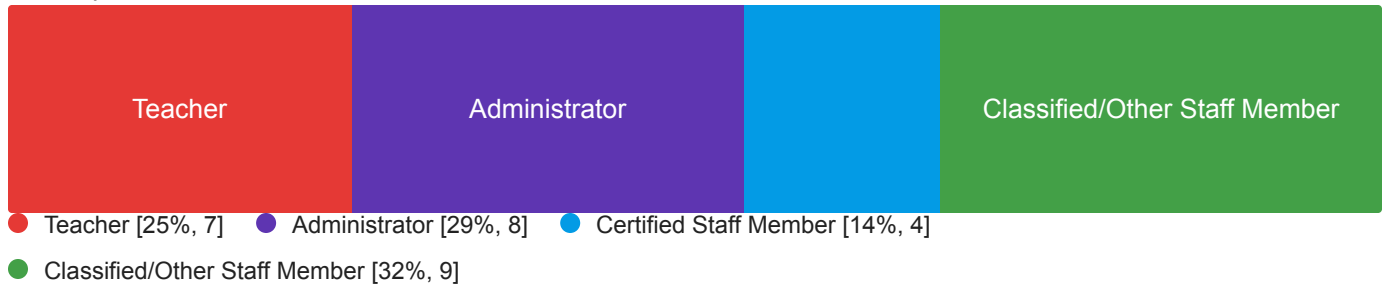 Teacher Administrator Classified/Other Staff Member
Teacher [25%, 7] Administrator [29%, 8] Certified Staff Member [14%, 4]
Classified/Other Staff Member [32%, 9]